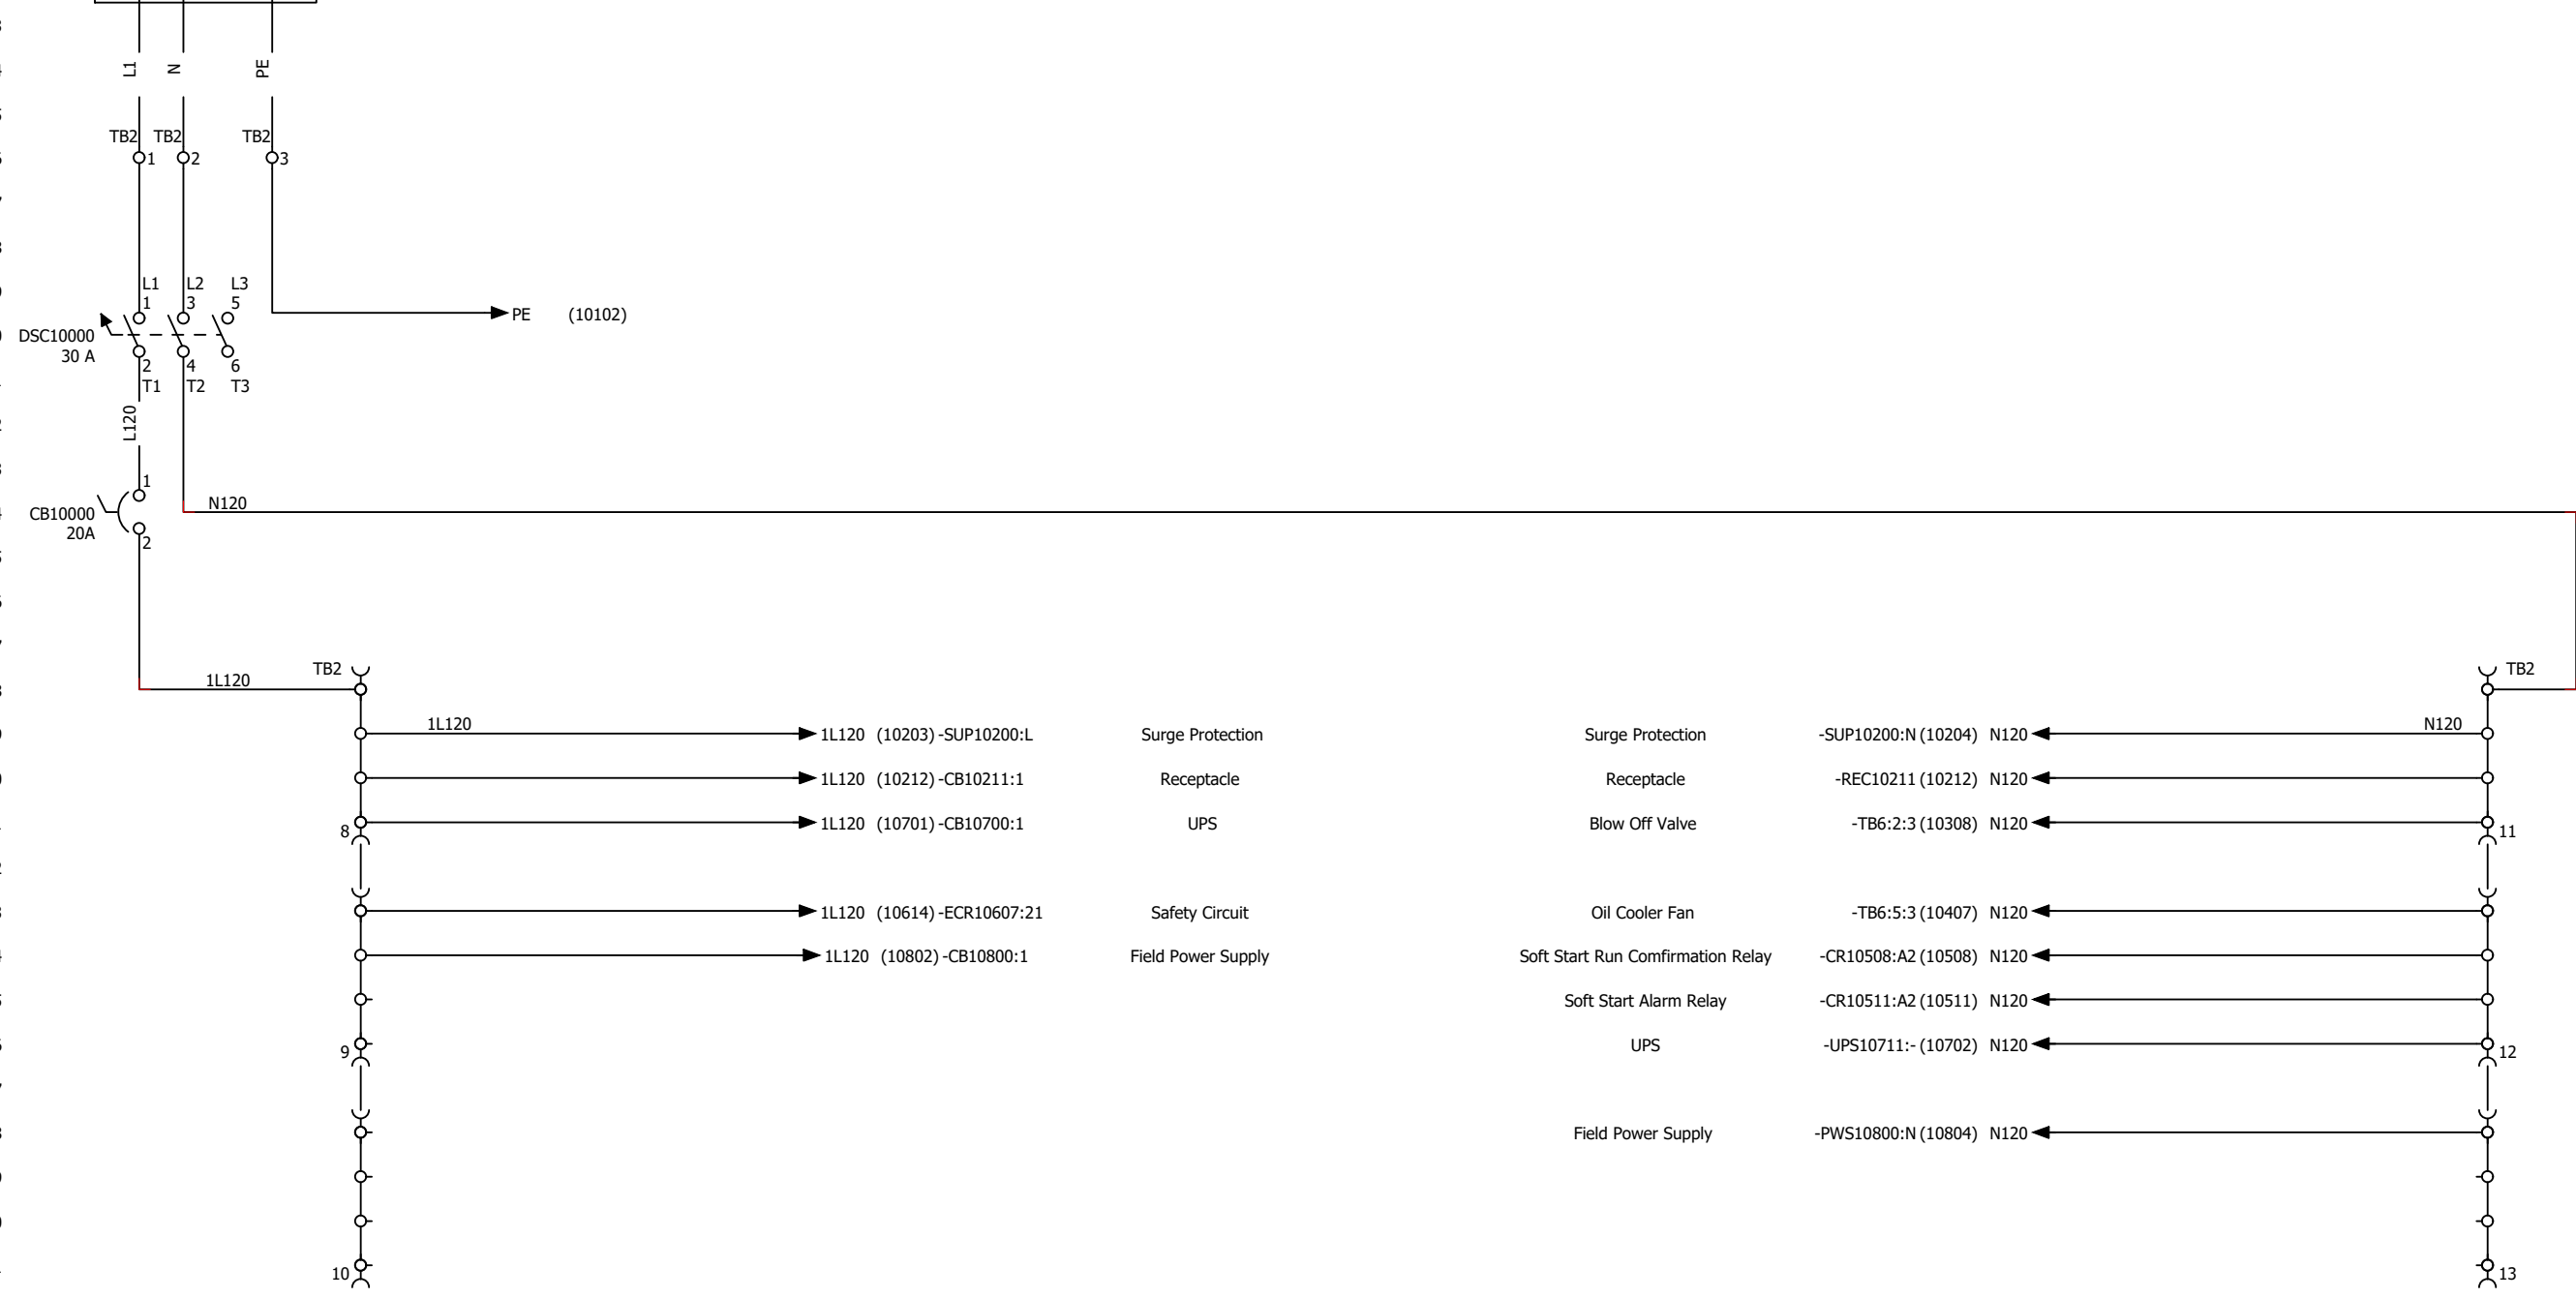 L1 N PE
TB2 TB2 TB2
1 2 3
L1 L2 L3
1 3 5
PE (10102)
DSC10000
30 A
2 4 6
T1 T2 T3
L120
1
N120
CB10000
20A
2
TB2 TB2
1L120
1L120 N120
1L120 (10203) -SUP10200:L Surge Protection Surge Protection -SUP10200:N (10204) N120
1L120 (10212) -CB10211:1 Receptacle Receptacle -REC10211 (10212) N120
8 1L120 (10701) -CB10700:1 UPS Blow Off Valve -TB6:2:3 (10308) N120 11
1L120 (10614) -ECR10607:21 Safety Circuit Oil Cooler Fan -TB6:5:3 (10407) N120
1L120 (10802) -CB10800:1 Field Power Supply Soft Start Run Comfirmation Relay -CR10508:A2 (10508) N120
Soft Start Alarm Relay -CR10511:A2 (10511) N120
9 UPS -UPS10711:- (10702) N120 12
Field Power Supply -PWS10800:N (10804) N120
10 13